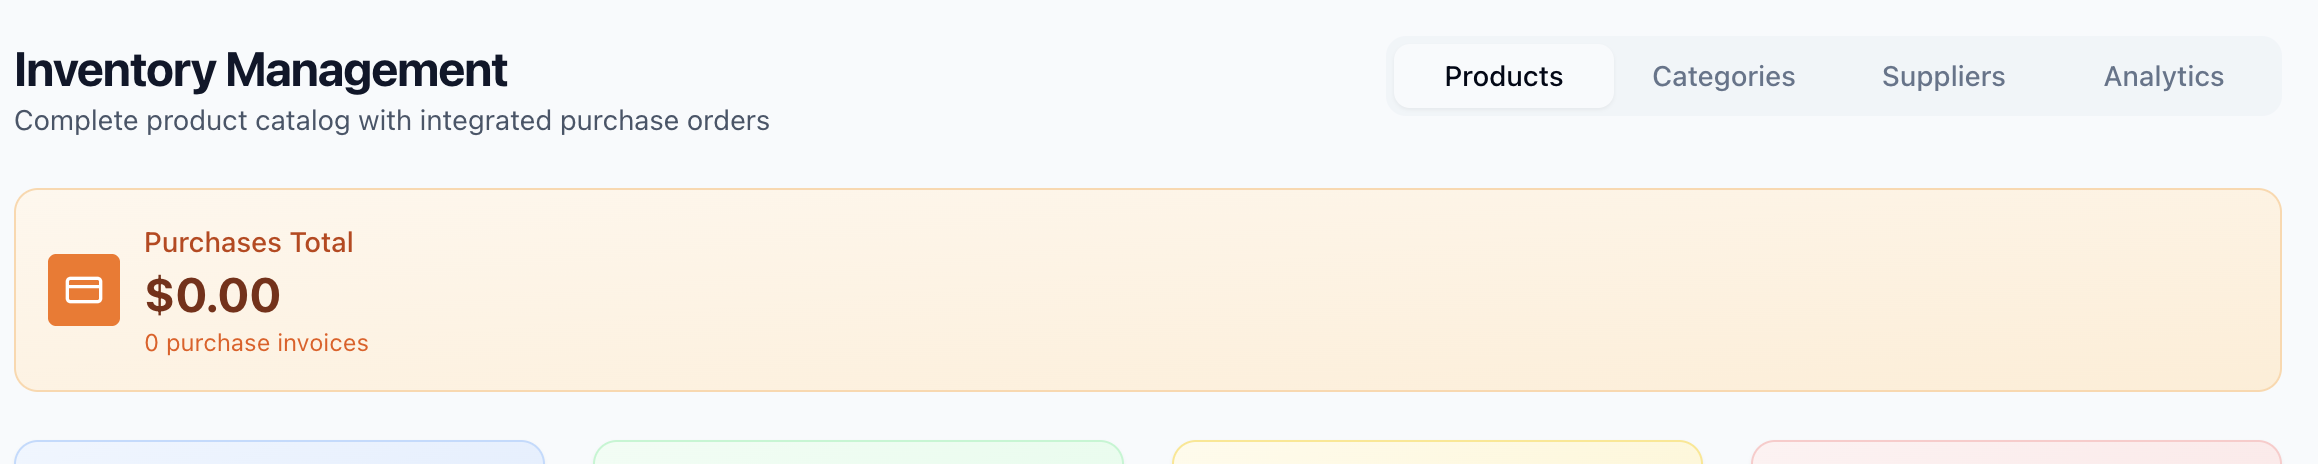 Inventory Management
Complete product catalog with integrated purchase orders
Products
Categories
Suppliers
Analytics
Purchases Total
$0.00
0 purchase invoices